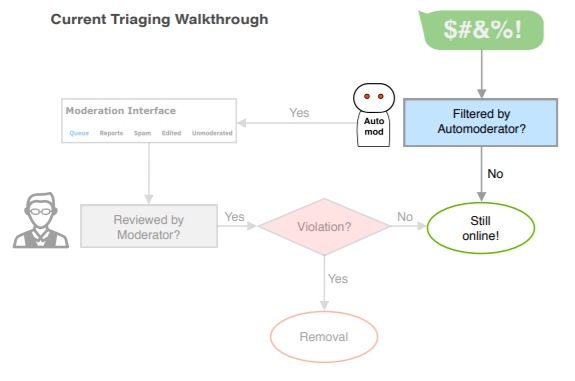 Current Triaging Walkthrough
$#&%!
Moderation Interface
Queue Reports Spam Edited Unmoderated
Yes
Auto
mod
Filtered by
Automoderator?
No
Reviewed by
Moderator?
Yes
Violation?
No
Still
online!
Yes
Removal